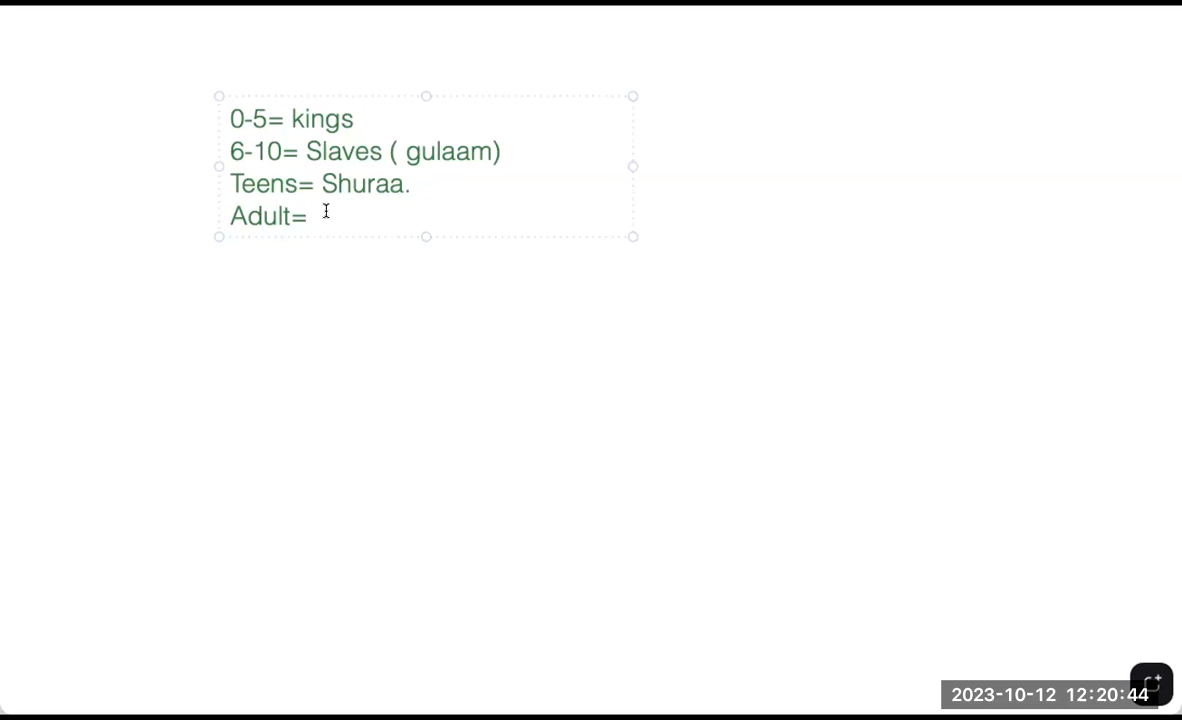 0-5= kings
6-10= Slaves ( gulaam)
Teens= Shuraa.
Adult=
2023-10-12 12:20:44